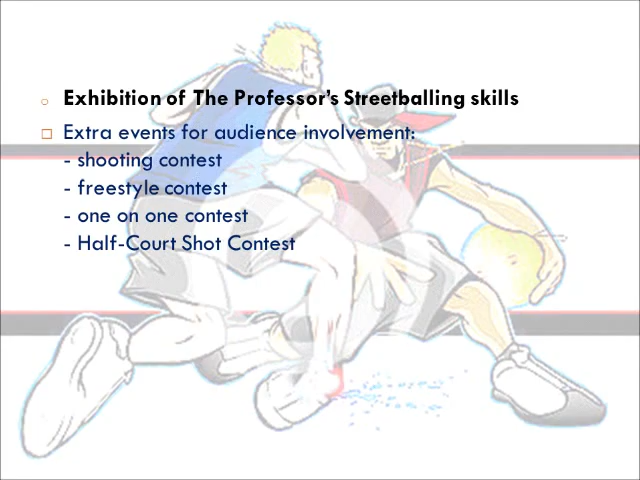 Exhibition of The Professor's Streetballing skills
Extra events for audience involvement:
- shooting contest
- freestyle contest
- one on one contest
- Half-Court Shot Contest